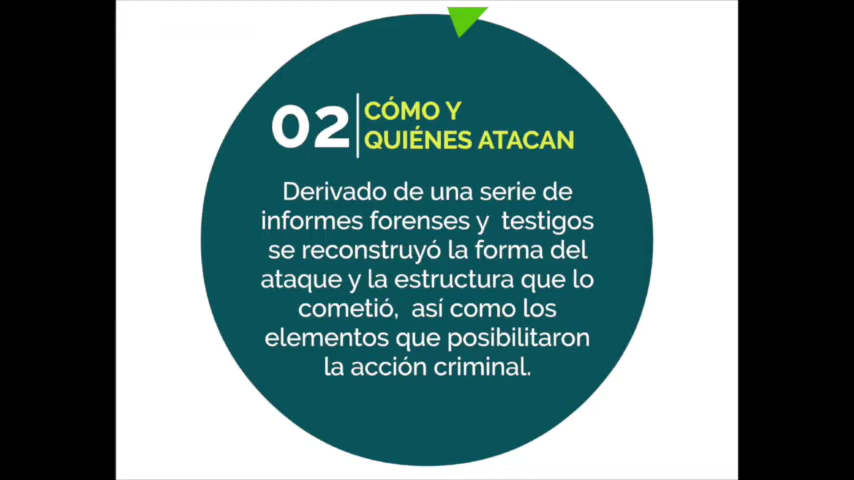 02
CÓMO Y
QUIÉNES ATACAN
Derivado de una serie de
informes forenses y testigos
se reconstruyó la forma del
ataque y la estructura que lo
cometió, así como los
elementos que posibilitaron
la acción criminal.